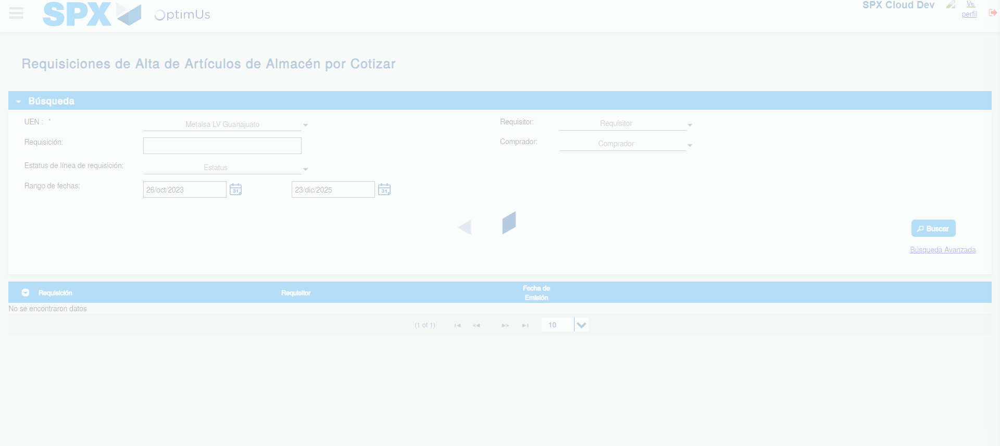 SPX OptimUs
SPX Cloud Dev
perfil
Requisiciones de Alta de Artículos de Almacén por Cotizar
Búsqueda
UEN : * Metalsa LV Guanajuato Requisitor: Requisitor
Requisición: Comprador: Comprador
Estatus de línea de requisición: Estatus
Rango de fechas: 26/oct/2023 31 23/dic/2025 31
Buscar
Búsqueda Avanzada
Requisición Requisitor Fecha de
Emisión
No se encontraron datos
(1 of 1) 10